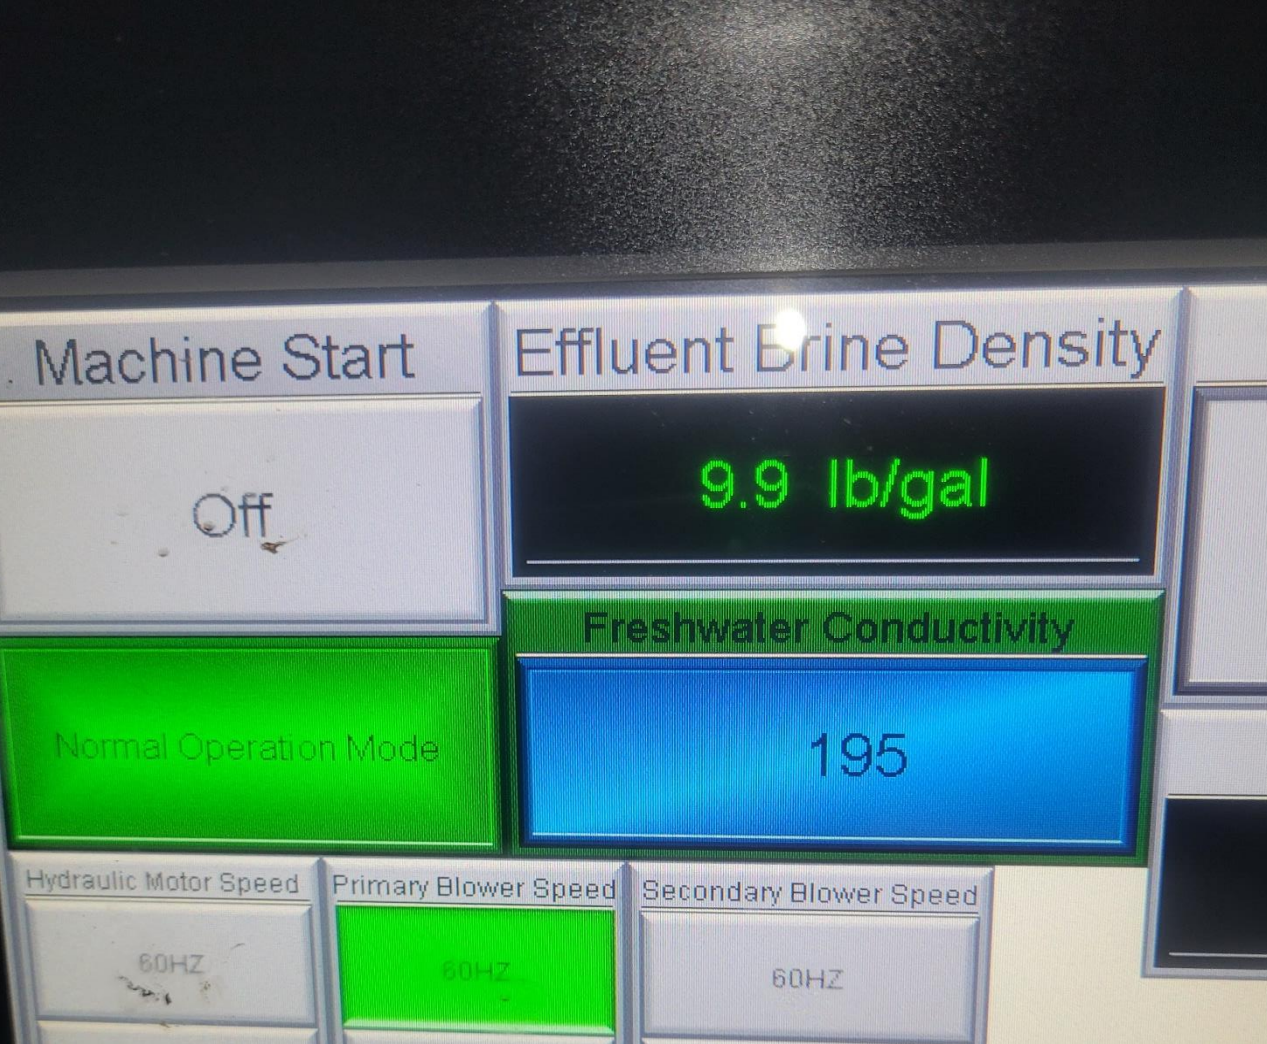 Machine Start
Effluent Brine Density
Off
9.9 lb/gal
Freshwater Conductivity
Normal Operation Mode
195
Hydraulic Motor Speed
Primary Blower Speed
Secondary Blower Speed
60HZ
60HZ
60HZ